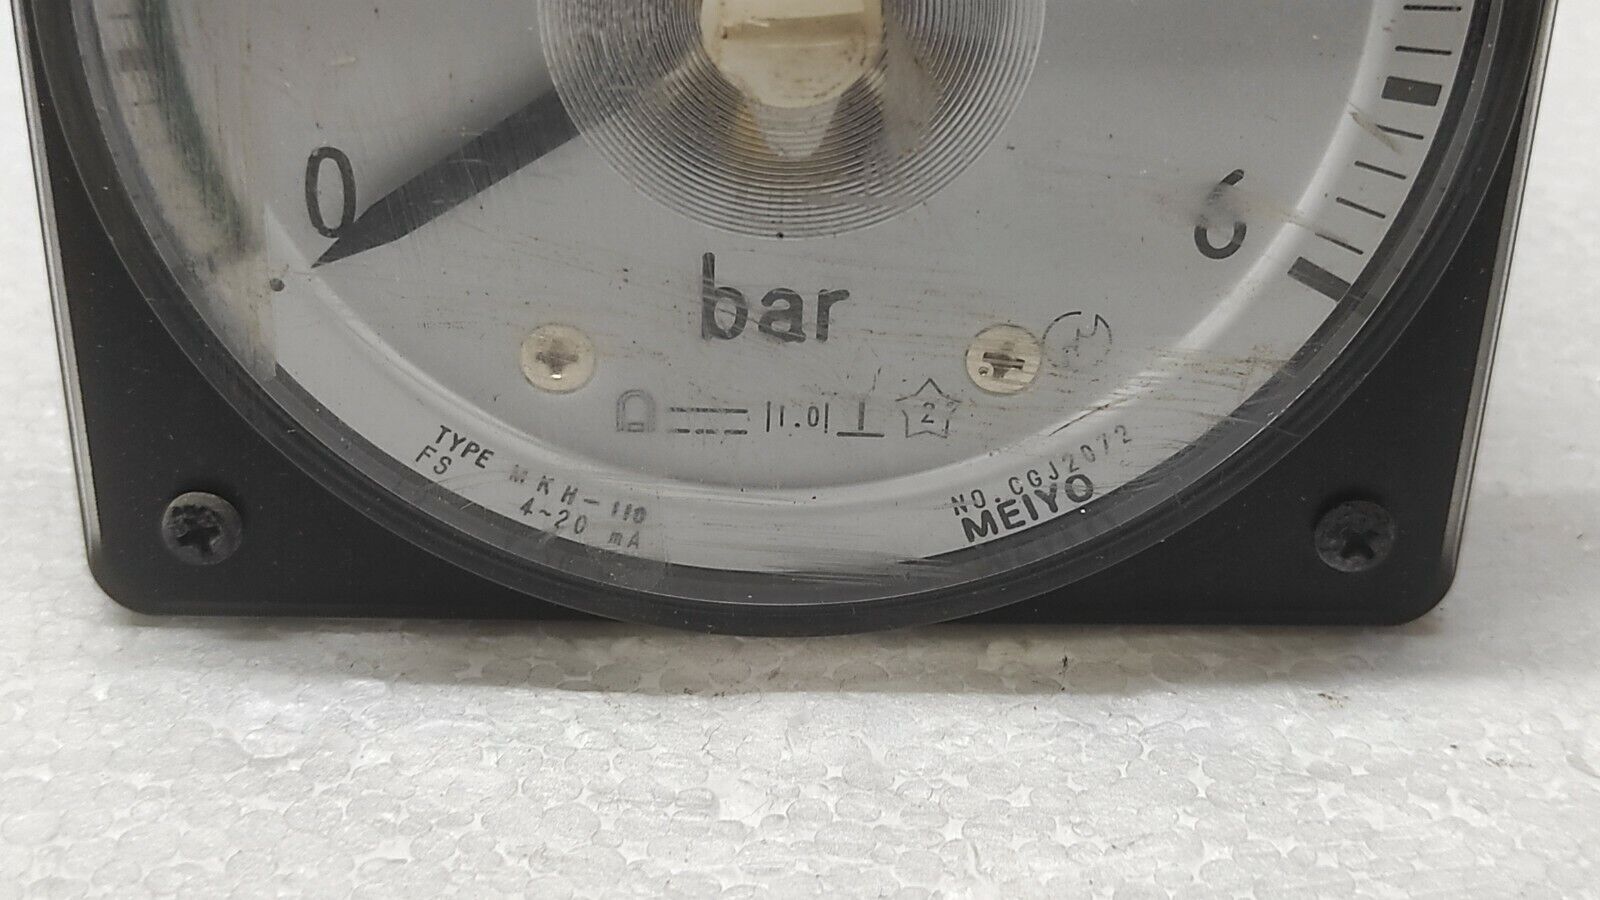 0
6
bar
|1.0| 2
TYPE MKH-110
FS 4~20 mA
NO. CGJ2072
MEIYO